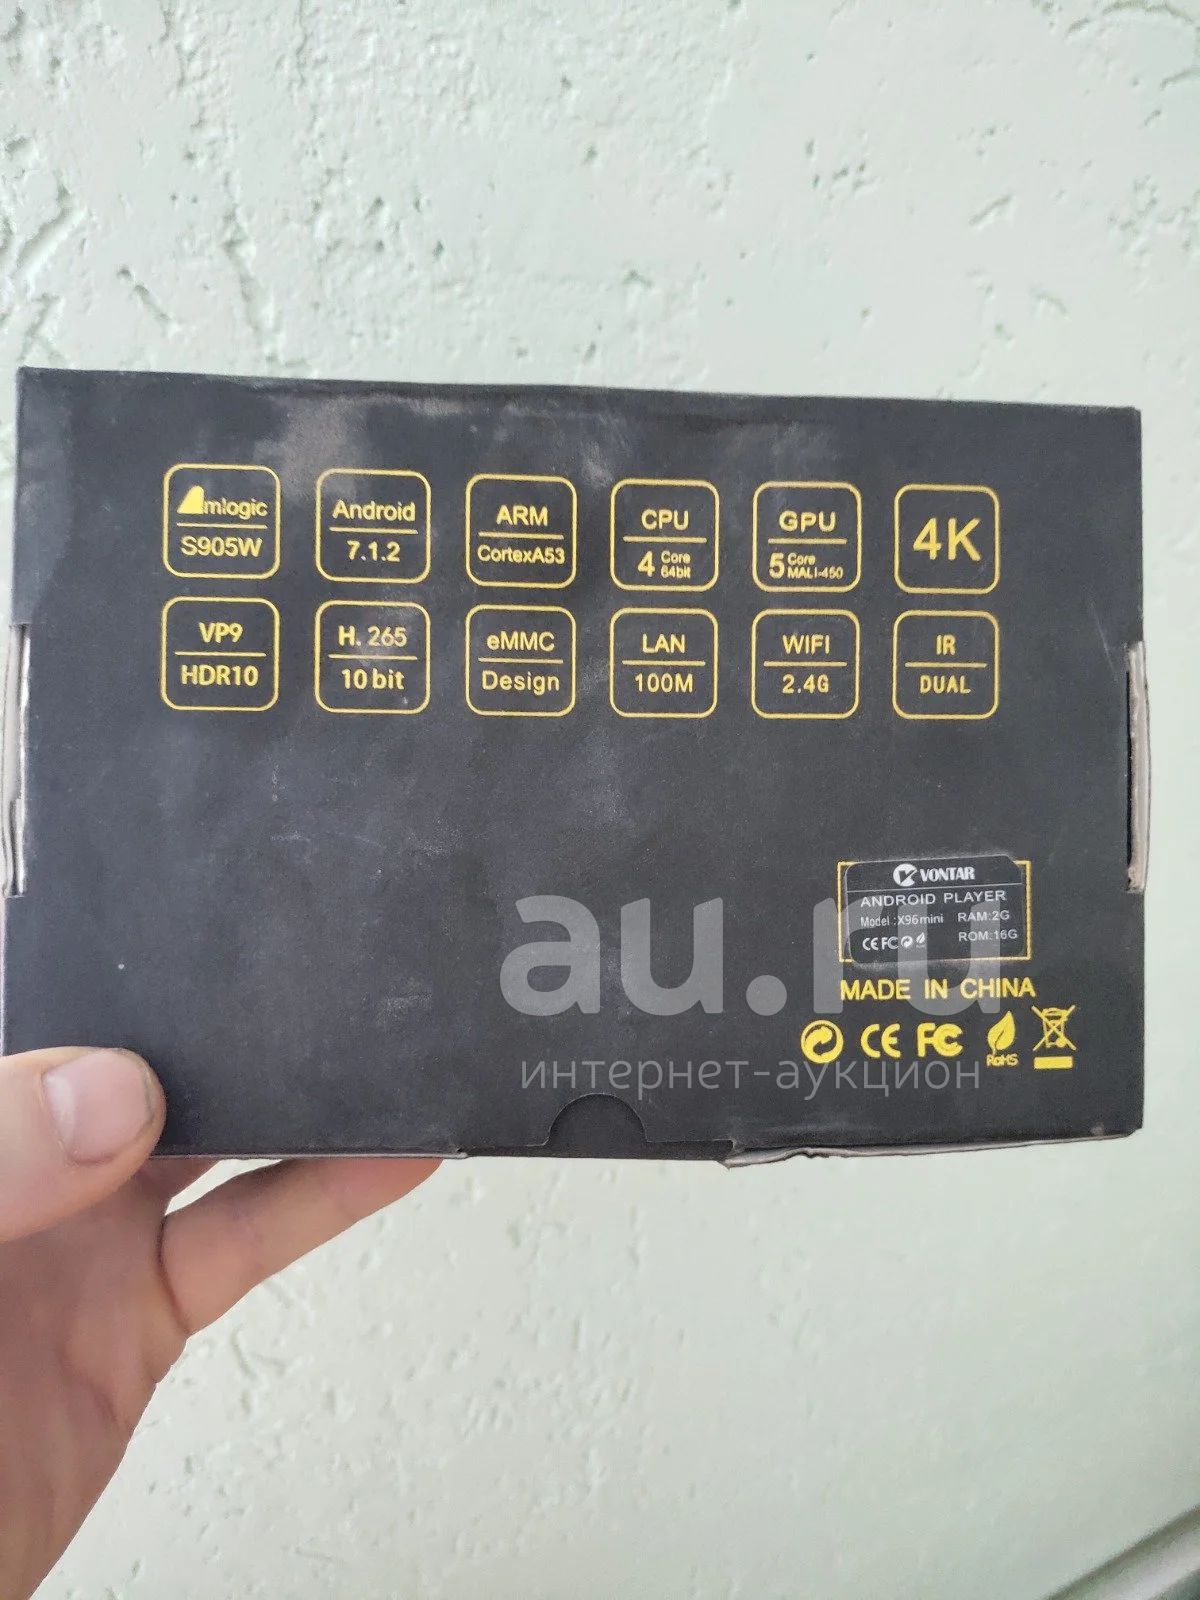 Amlogic
S905W
Android
7.1.2
ARM
CortexA53
CPU
4 Core 64bit
GPU
5 Core MALI-450
4K
VP9
HDR10
H. 265
10 bit
eMMC
Design
LAN
100M
WIFI
2.4G
IR
DUAL
VONTAR
ANDROID PLAYER
Model :X96mini RAM:2G
CE FC ROM:16G
MADE IN CHINA
CE FC RoHS
au.ru
интернет-аукцион